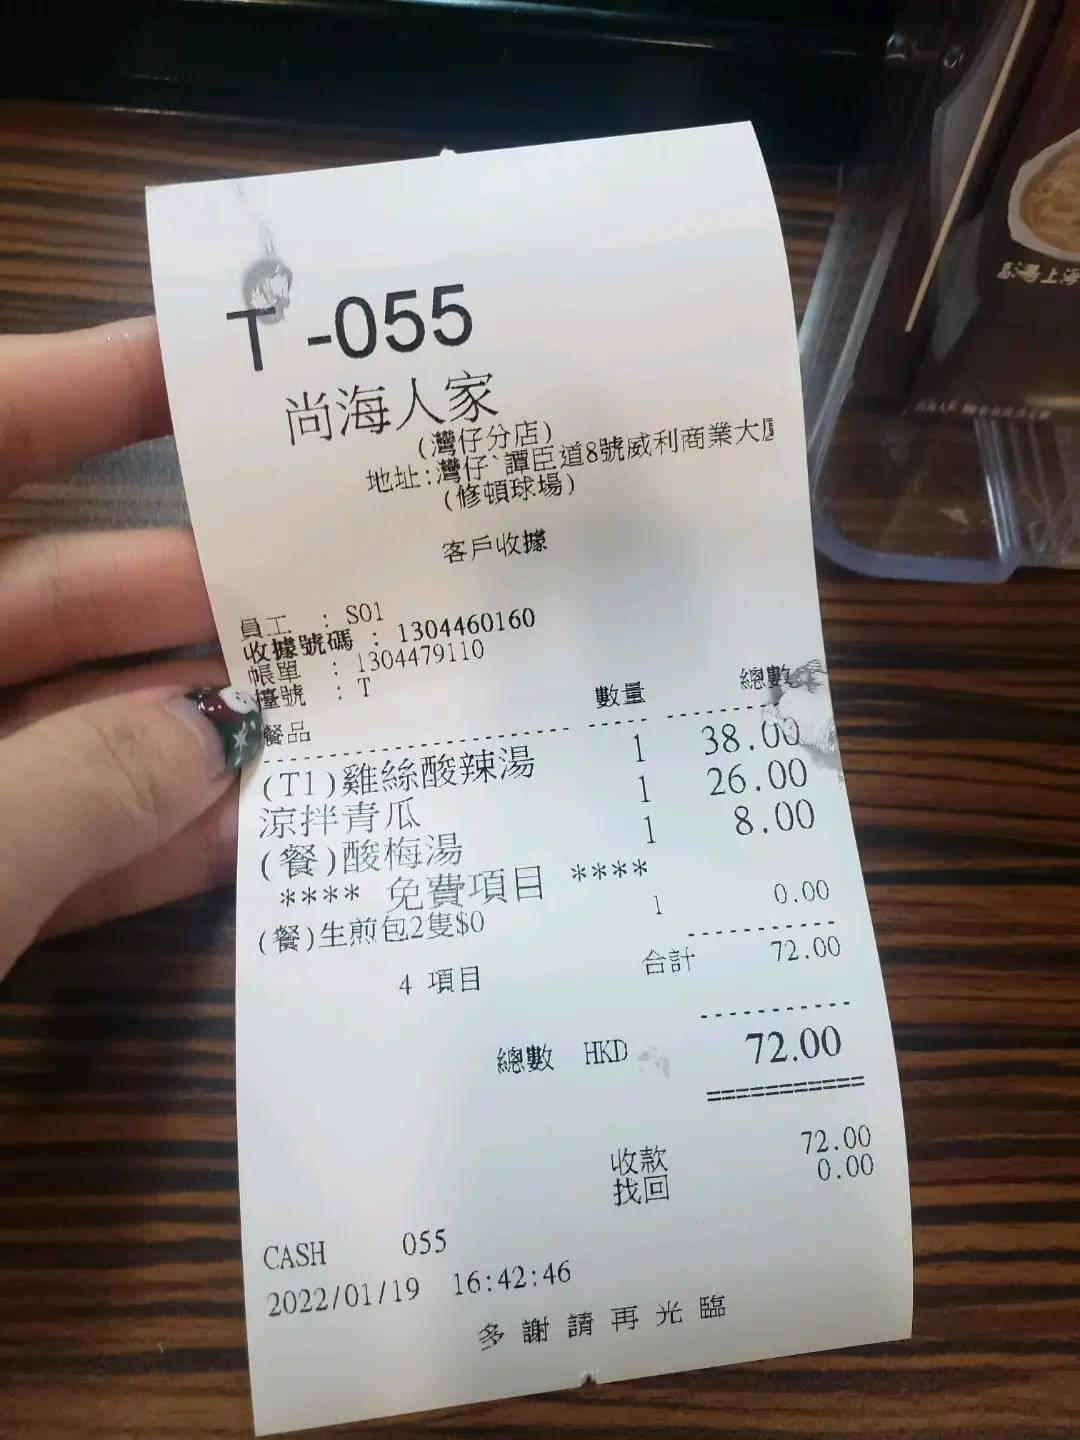 T -055
尚海人家
(灣仔分店)
地址:灣仔`譚臣道8號威利商業大廈
(修頓球場)
客戶收據
員工 : S01
收據號碼 : 1304460160
帳單 : 1304479110
檯號 : T
餐品 數量 總數
(T1)雞絲酸辣湯 1 38.00
涼拌青瓜 1 26.00
(餐)酸梅湯 1 8.00
**** 免費項目 ****
(餐)生煎包2隻$0 1 0.00
4 項目 合計 72.00
總數 HKD 72.00
收款 72.00
找回 0.00
CASH 055
2022/01/19 16:42:46
多謝請再光臨